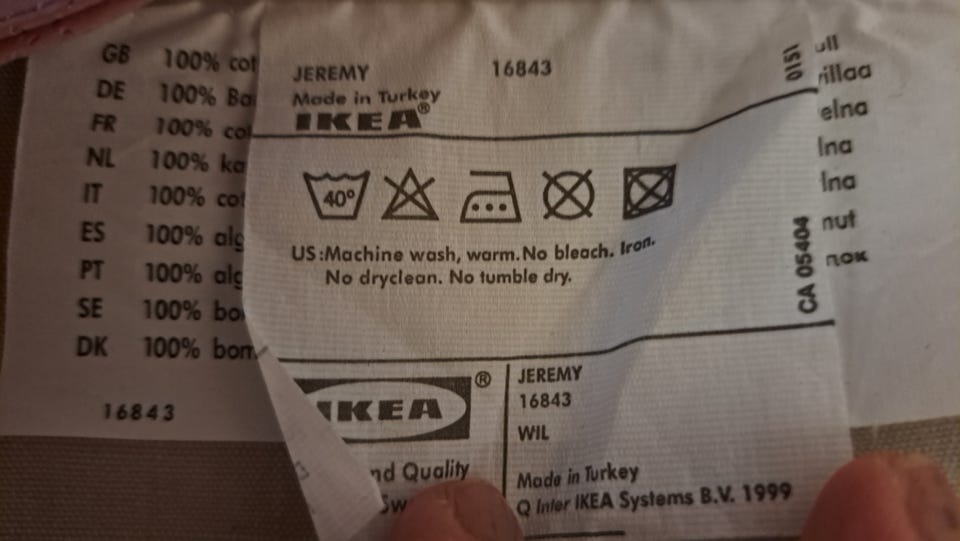 GB 100% cot
DE 100% Ba
FR 100% co
NL 100% ka
IT 100% cot
ES 100% alg
PT 100% alg
SE 100% bo
DK 100% bom
16843
JEREMY 16843
Made in Turkey
IKEA®
0151
40°
US:Machine wash, warm. No bleach. Iron.
No dryclean. No tumble dry.
CA 05404
IKEA®
nd Quality
Sw
JEREMY
16843
WIL
Made in Turkey
© Inter IKEA Systems B.V. 1999
ull
villaa
elna
lna
lna
nut
пок